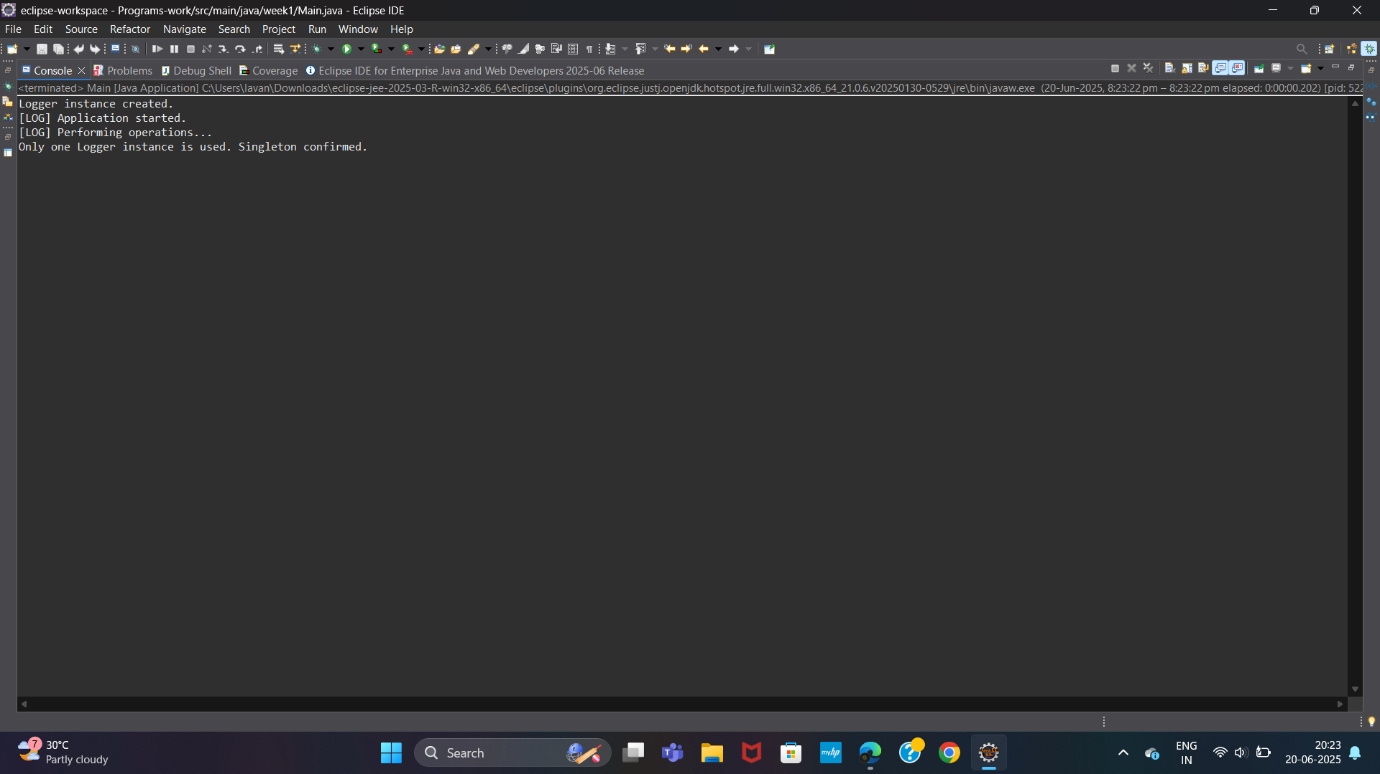 eclipse-workspace - Programs-work/src/main/java/week1/Main.java - Eclipse IDE
File Edit Source Refactor Navigate Search Project Run Window Help
Console Problems Debug Shell Coverage Eclipse IDE for Enterprise Java and Web Developers 2025-06 Release
<terminated> Main [Java Application] C:\Users\lavan\Downloads\eclipse-jee-2025-03-R-win32-x86_64\eclipse\plugins\org.eclipse.justj.openjdk.hotspot.jre.full.win32.x86_64_21.0.6.v20250130-0529\jre\bin\javaw.exe (20-Jun-2025, 8:23:22 pm – 8:23:22 pm elapsed: 0:00:00.202) [pid: 522
Logger instance created.
[LOG] Application started.
[LOG] Performing operations...
Only one Logger instance is used. Singleton confirmed.
7
30°C
Partly cloudy
Search
myhp
ENG
IN
20:23
20-06-2025